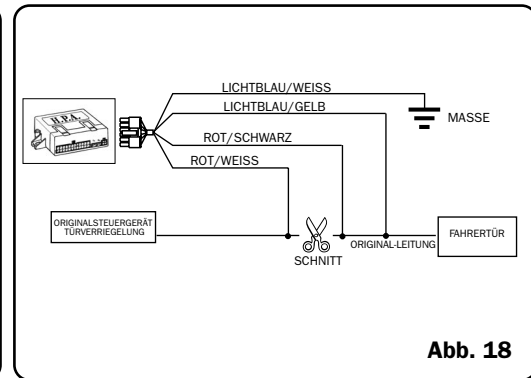 LICHTBLAU/WEISS
LICHTBLAU/GELB
MASSE
ROT/SCHWARZ
ROT/WEISS
H.P.A.
ORIGINALSTEUERGERÄT
TÜRVERRIEGELUNG
SCHNITT
ORIGINAL-LEITUNG
FAHRERTÜR
Abb. 18